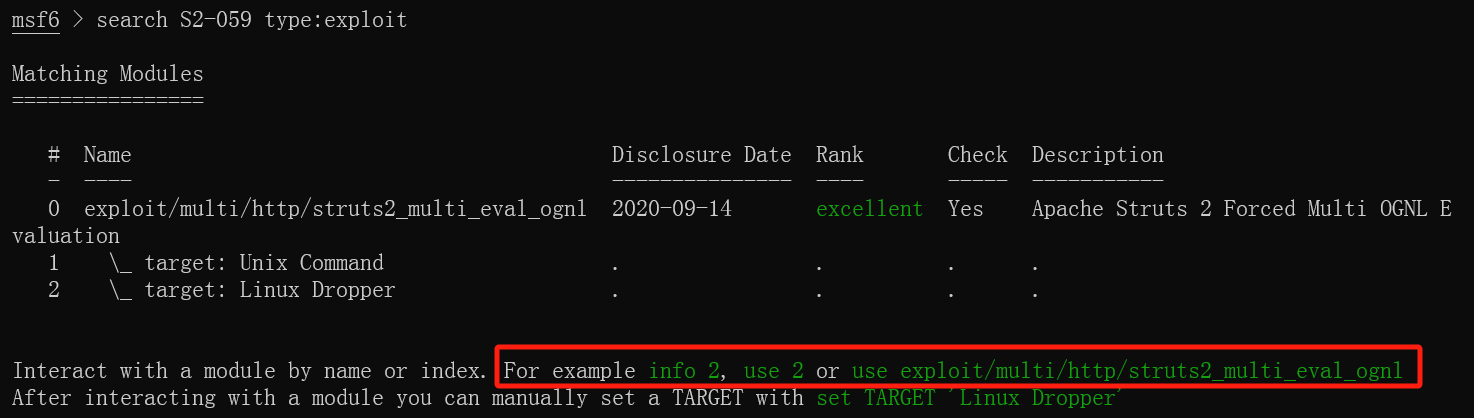 msf6 > search S2-059 type:exploit
Matching Modules
================
#  Name                                       Disclosure Date  Rank       Check  Description
-  ----                                       ---------------  ----       -----  -----------
0  exploit/multi/http/struts2_multi_eval_ognl  2020-09-14       excellent  Yes    Apache Struts 2 Forced Multi OGNL E
valuation
1    \_ target: Unix Command                   .                .          .      .
2    \_ target: Linux Dropper                  .                .          .      .
Interact with a module by name or index. For example info 2, use 2 or use exploit/multi/http/struts2_multi_eval_ognl
After interacting with a module you can manually set a TARGET with set TARGET 'Linux Dropper'